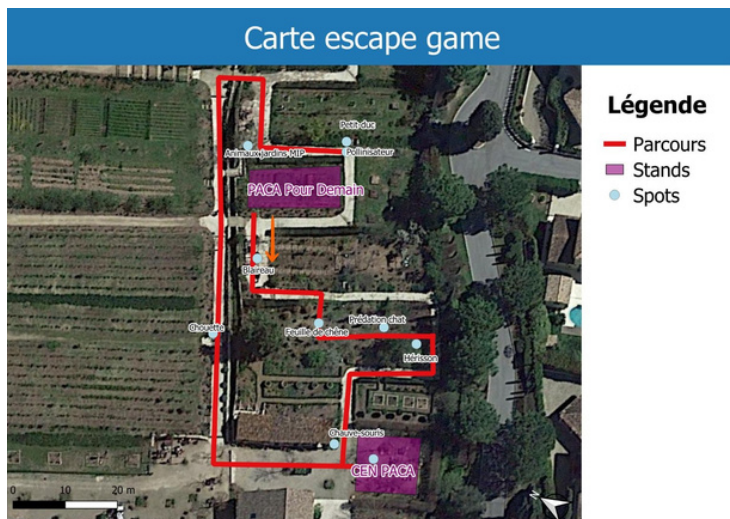 Carte escape game
Légende
Parcours
Stands
Spots
Petit duc
Animaux jardins MIP
Pollinisateur
PACA Pour Demain
Blaireau
Chouette
Feuille de chêne
Prédation chat
Hérisson
Chauve-souris
CEN PACA
0 10 20 m
N